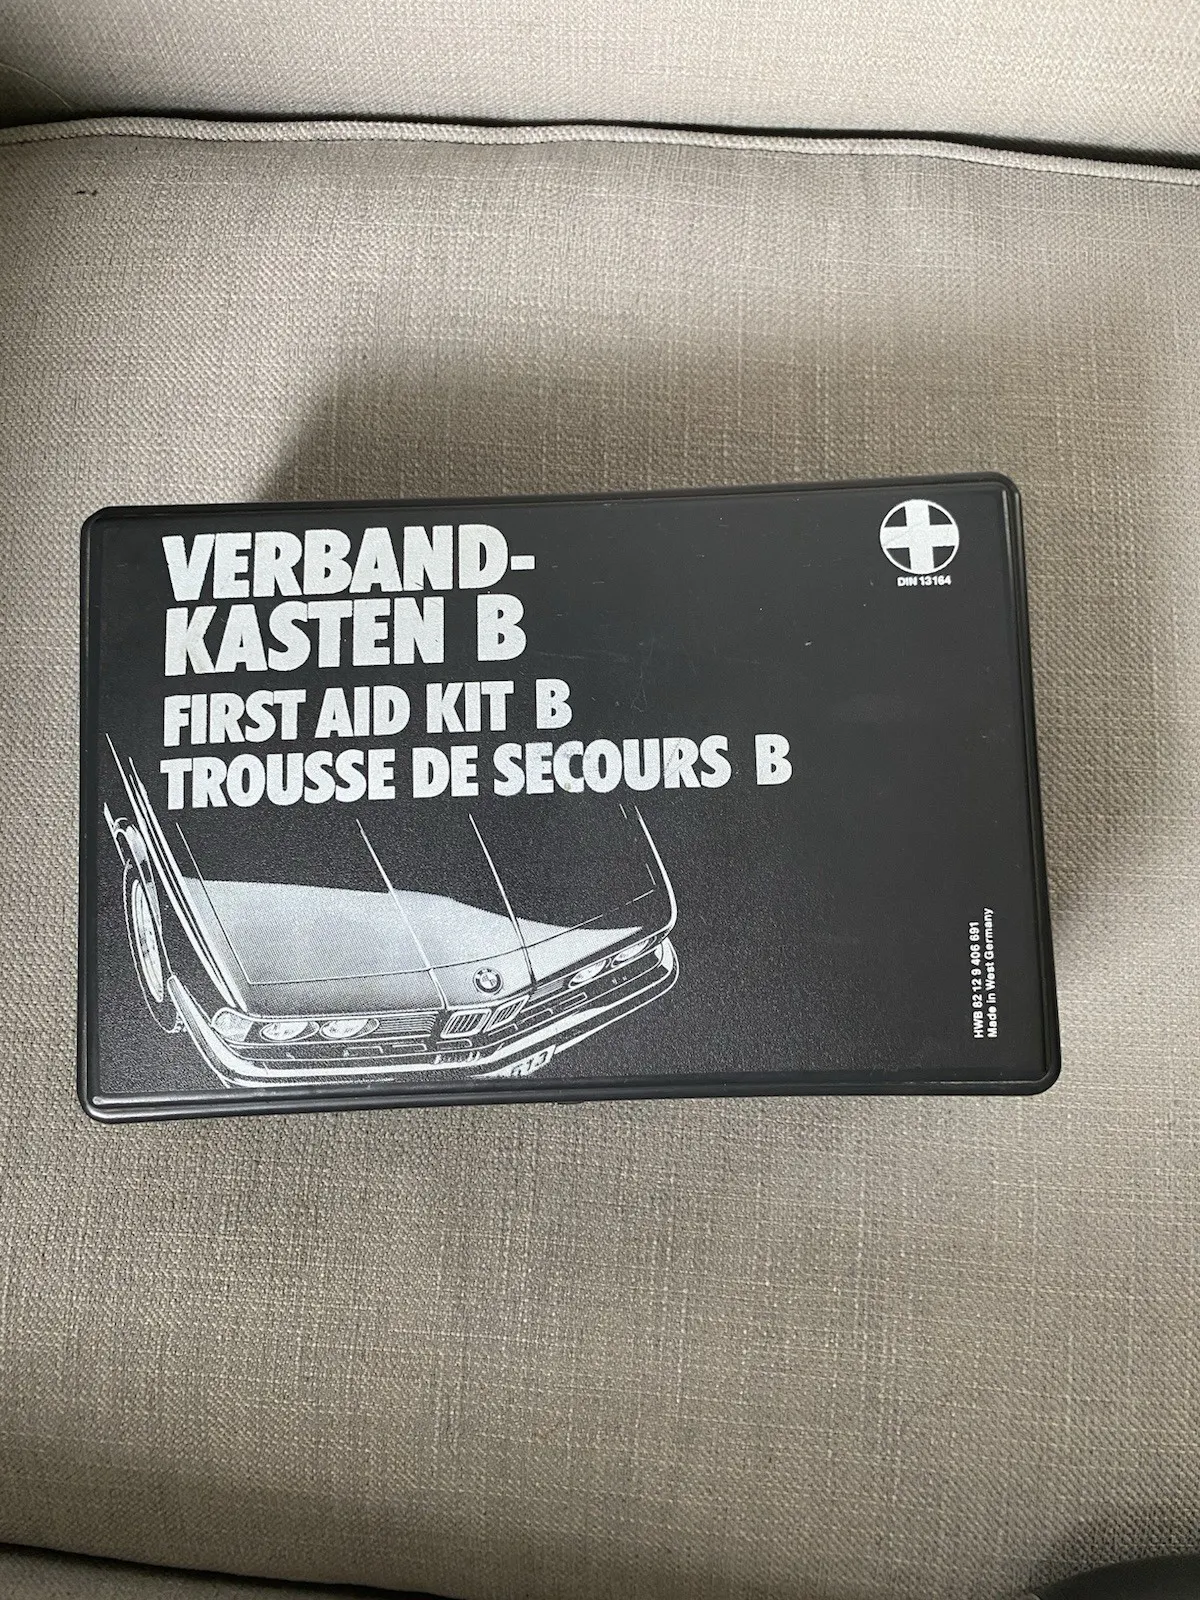 VERBAND-
KASTEN B
FIRST AID KIT B
TROUSSE DE SECOURS B
DIN 13164
HWB 82 12 9 406 691
Made in West Germany